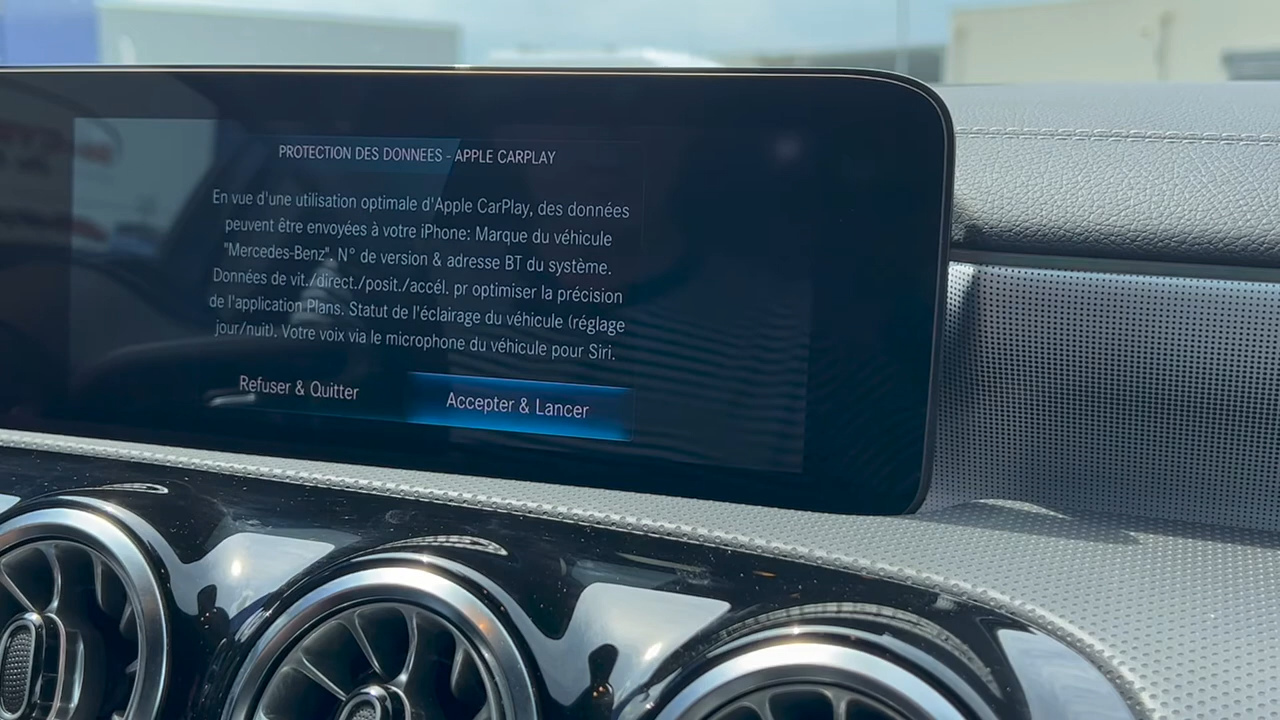 PROTECTION DES DONNEES - APPLE CARPLAY
En vue d'une utilisation optimale d'Apple CarPlay, des données
peuvent être envoyées à votre iPhone: Marque du véhicule
"Mercedes-Benz". N° de version & adresse BT du système.
Données de vit./direct./posit./accél. pr optimiser la précision
de l'application Plans. Statut de l'éclairage du véhicule (réglage
jour/nuit). Votre voix via le microphone du véhicule pour Siri.
Refuser & Quitter
Accepter & Lancer